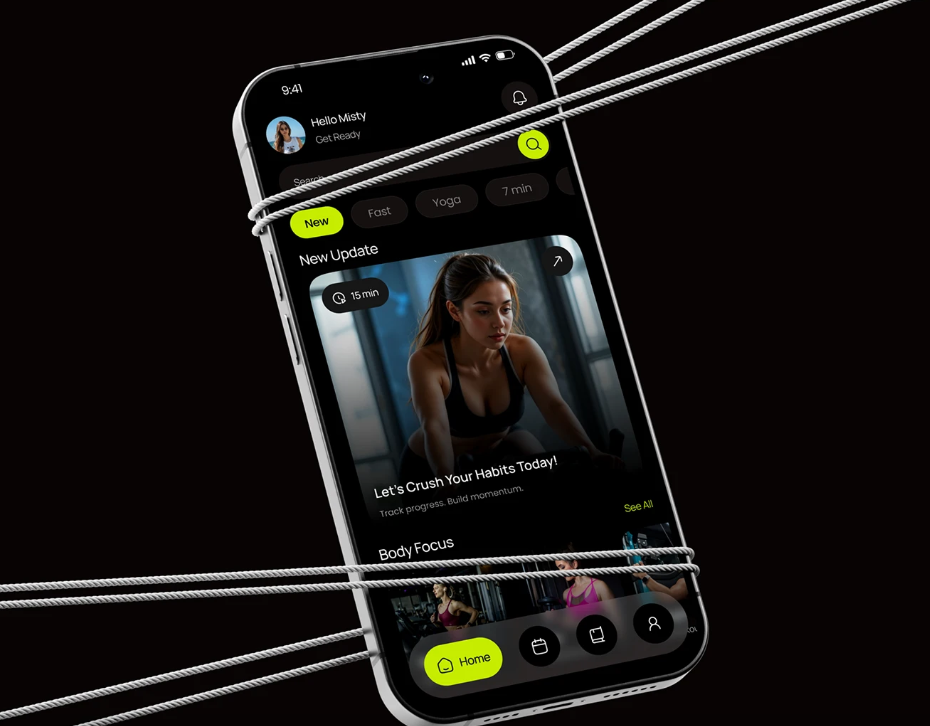 9:41
Hello Misty
Get Ready
Search
New
Fast
Yoga
7 min
New Update
15 min
Let's Crush Your Habits Today!
Track progress. Build momentum.
See All
Body Focus
Home